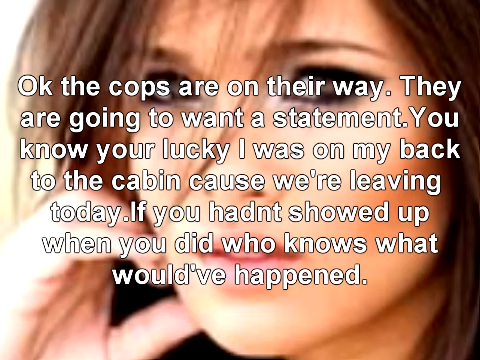 Ok the cops are on their way. They
are going to want a statement.You
know your lucky I was on my back
to the cabin cause we're leaving
today.If you hadnt showed up
when you did who knows what
would've happened.